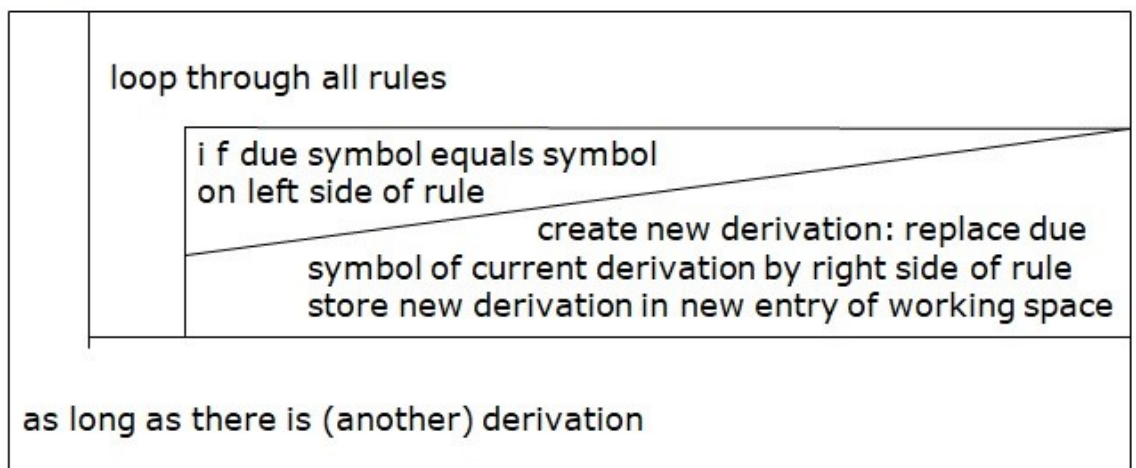 loop through all rules
i f due symbol equals symbol
on left side of rule
create new derivation: replace due
symbol of current derivation by right side of rule
store new derivation in new entry of working space
as long as there is (another) derivation